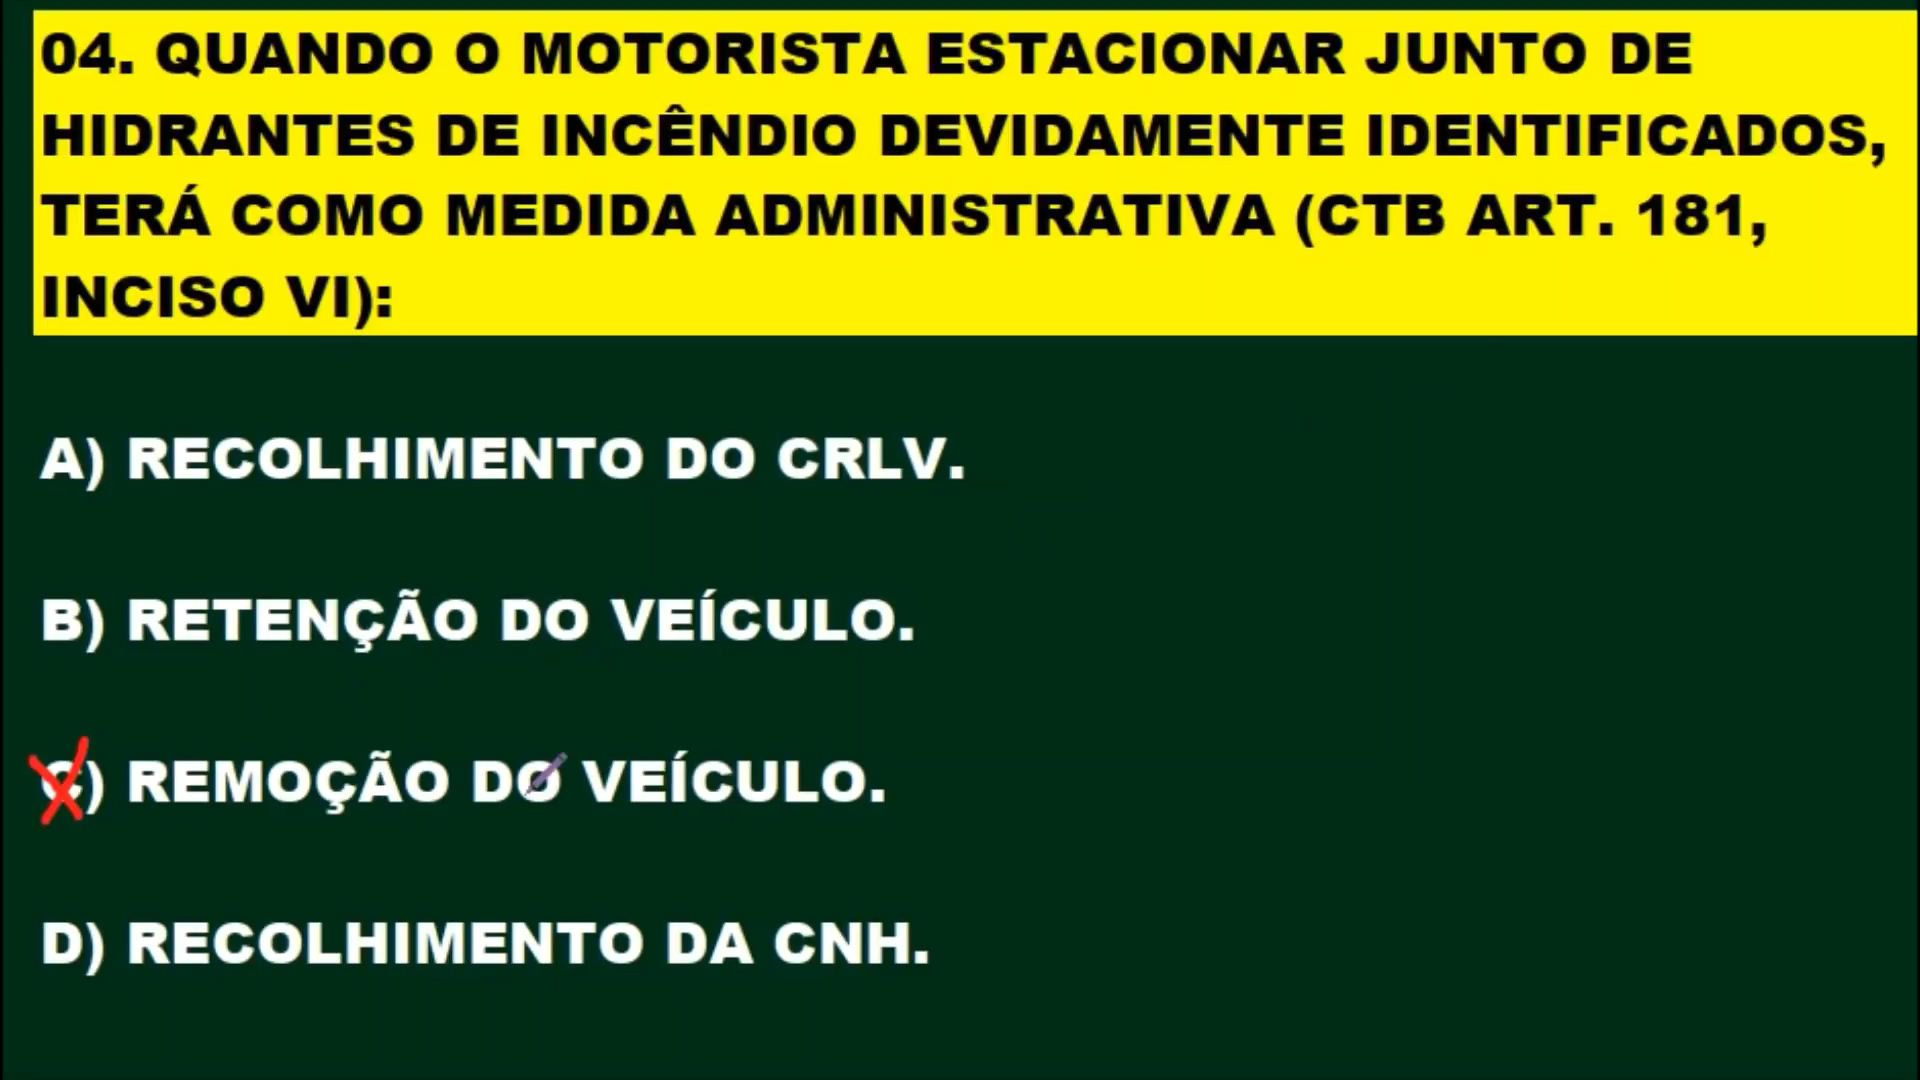 04. QUANDO O MOTORISTA ESTACIONAR JUNTO DE
HIDRANTES DE INCÊNDIO DEVIDAMENTE IDENTIFICADOS,
TERÁ COMO MEDIDA ADMINISTRATIVA (CTB ART. 181,
INCISO VI):
A) RECOLHIMENTO DO CRLV.
B) RETENÇÃO DO VEÍCULO.
C) REMOÇÃO DO VEÍCULO.
D) RECOLHIMENTO DA CNH.